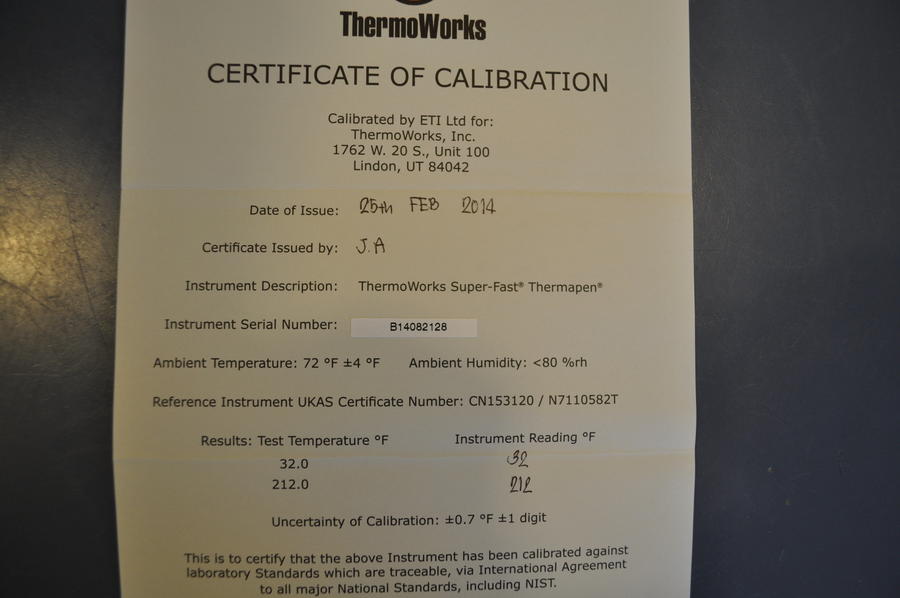 ThermoWorks
CERTIFICATE OF CALIBRATION
Calibrated by ETI Ltd for:
ThermoWorks, Inc.
1762 W. 20 S., Unit 100
Lindon, UT 84042
Date of Issue: 25th FEB 2014
Certificate Issued by: J.A
Instrument Description: ThermoWorks Super-Fast® Thermapen®
Instrument Serial Number: B14082128
Ambient Temperature: 72 °F ±4 °F Ambient Humidity: <80 %rh
Reference Instrument UKAS Certificate Number: CN153120 / N7110582T
Results: Test Temperature °F Instrument Reading °F
32.0 32
212.0 212
Uncertainty of Calibration: ±0.7 °F ±1 digit
This is to certify that the above Instrument has been calibrated against
laboratory Standards which are traceable, via International Agreement
to all major National Standards, including NIST.